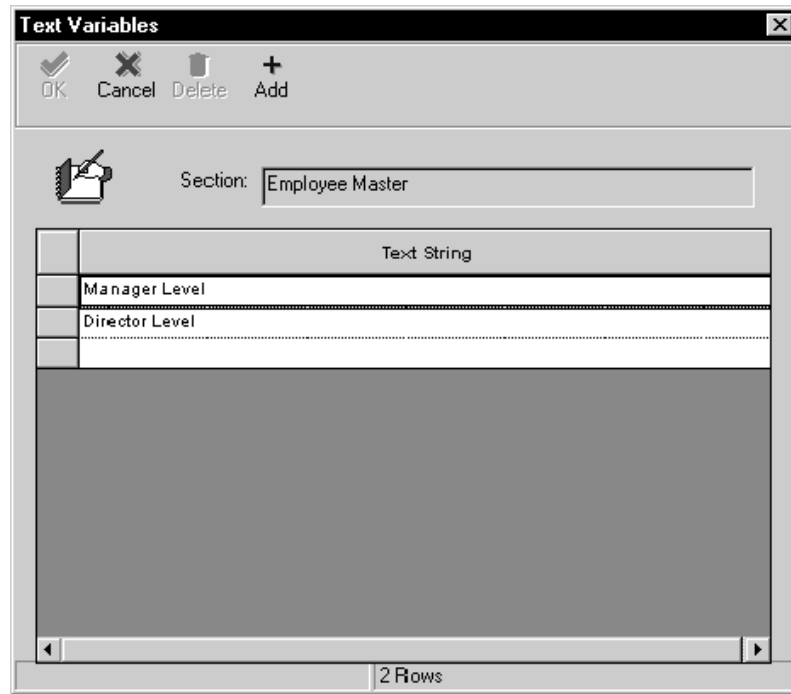 Text Variables
OK Cancel Delete Add
Section: Employee Master
Text String
Manager Level
Director Level
2 Rows